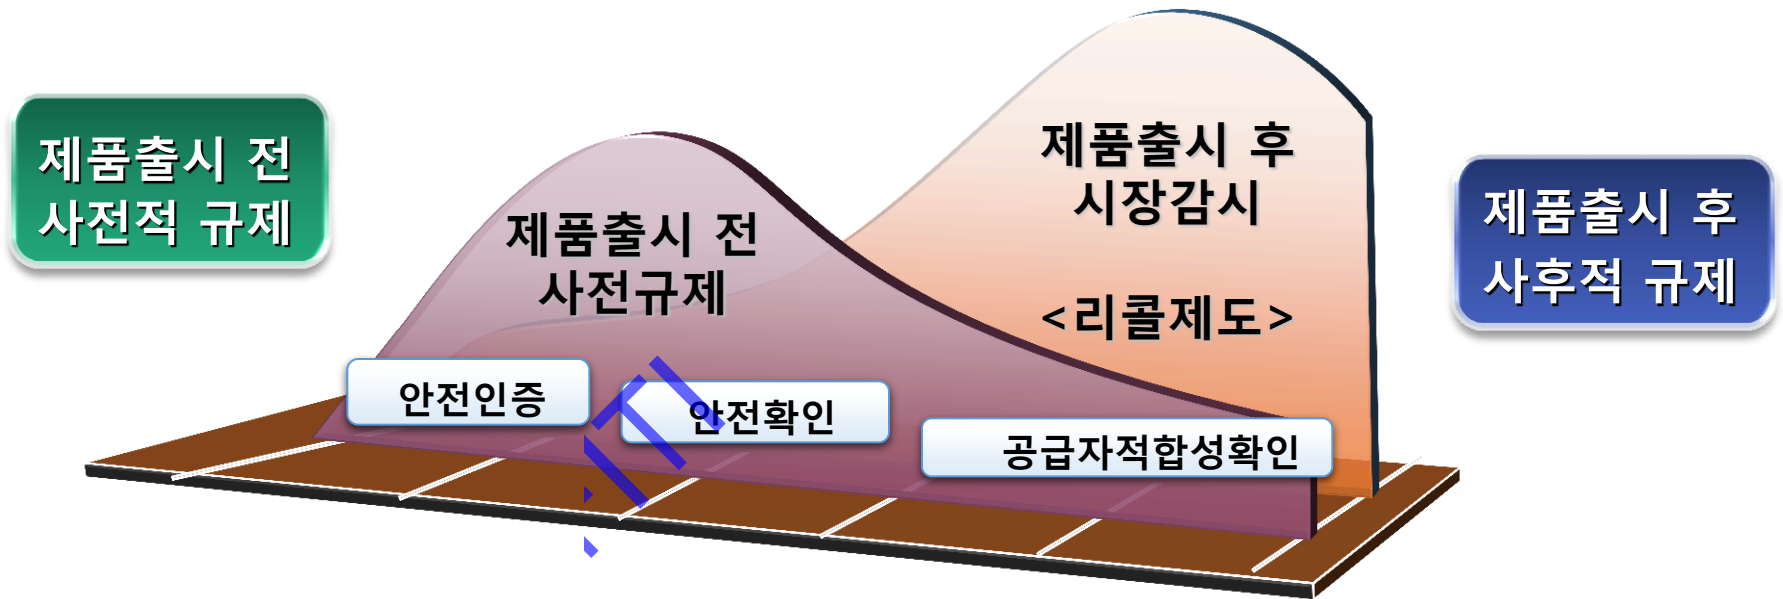 제품출시 전
사전적 규제
제품출시 전
사전규제
제품출시 후
시장감시
<리콜제도>
제품출시 후
사후적 규제
안전인증
안전확인
공급자적합성확인